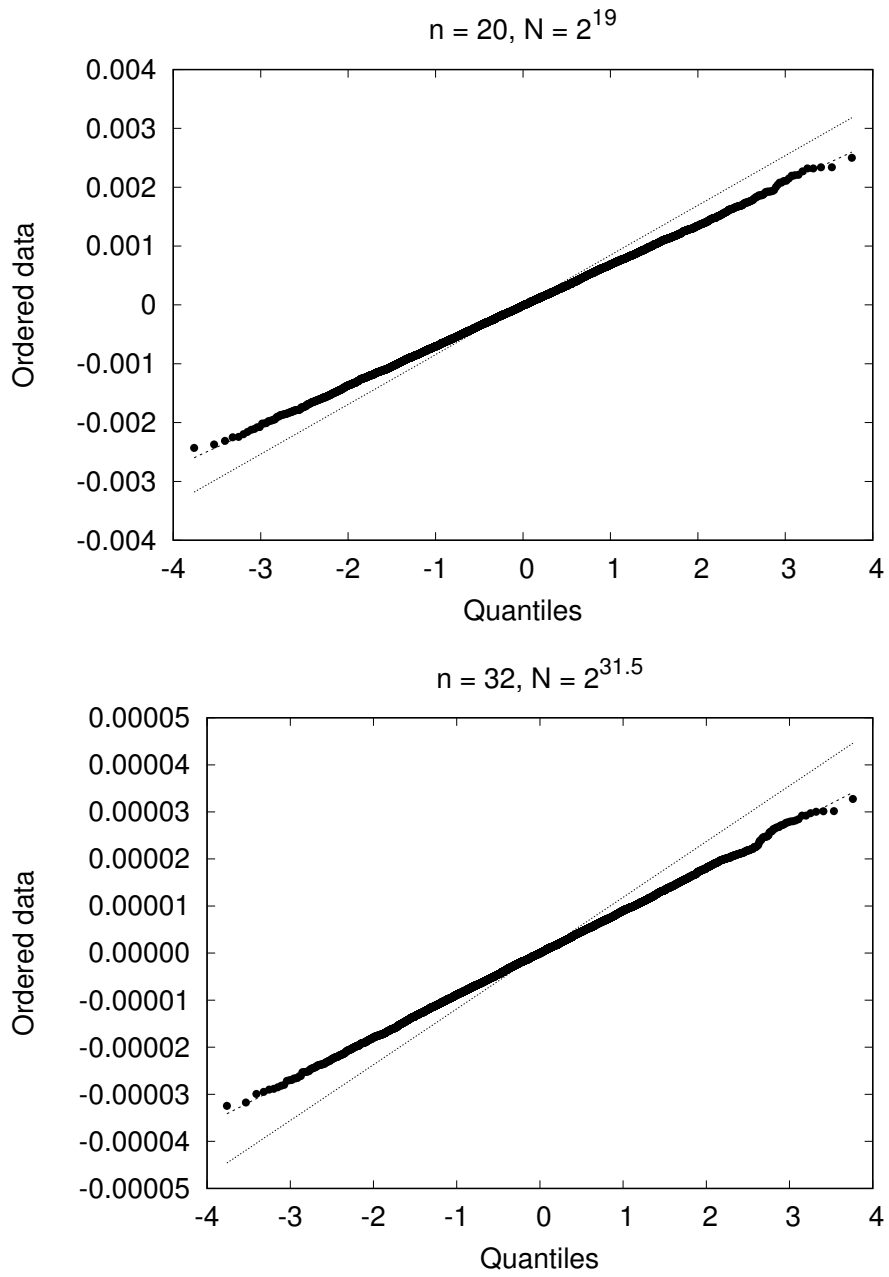 n = 20, N = 2^19
0.004
0.003
0.002
0.001
0
-0.001
-0.002
-0.003
-0.004
Ordered data
-4 -3 -2 -1 0 1 2 3 4
Quantiles
n = 32, N = 2^31.5
0.00005
0.00004
0.00003
0.00002
0.00001
0.00000
-0.00001
-0.00002
-0.00003
-0.00004
-0.00005
Ordered data
-4 -3 -2 -1 0 1 2 3 4
Quantiles